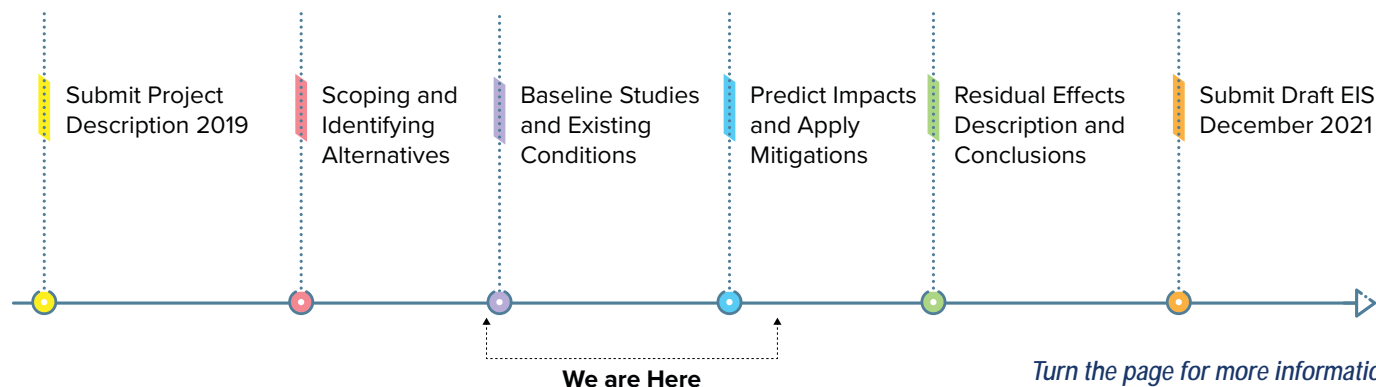 Submit Project
Description 2019
Scoping and
Identifying
Alternatives
Baseline Studies
and Existing
Conditions
Predict Impacts
and Apply
Mitigations
Residual Effects
Description and
Conclusions
Submit Draft EIS
December 2021
We are Here
Turn the page for more informatio